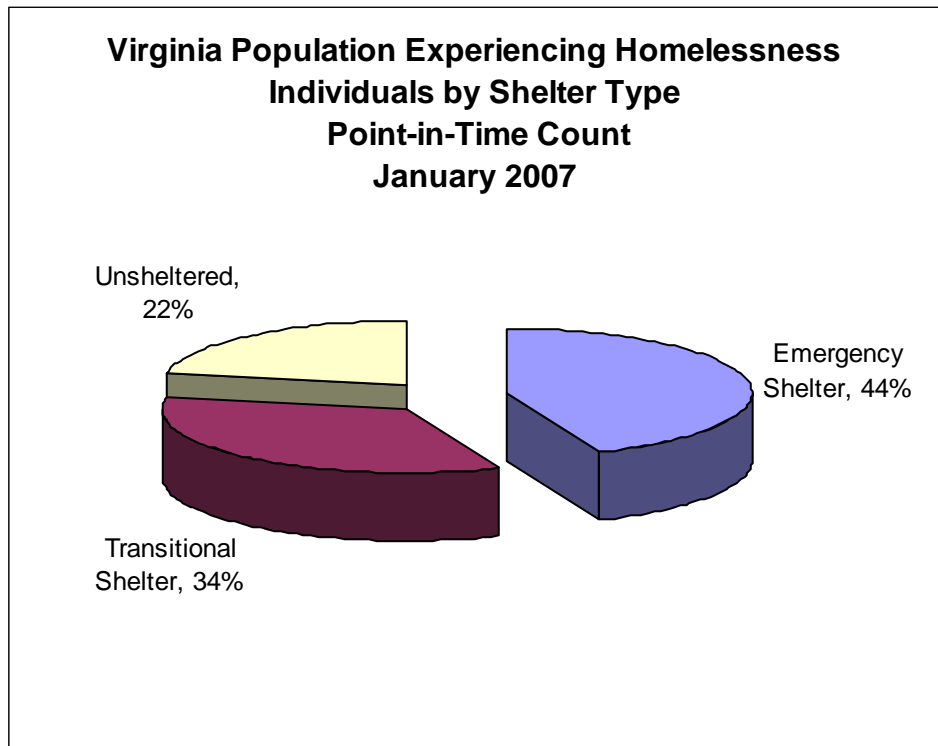 Virginia Population Experiencing Homelessness
Individuals by Shelter Type
Point-in-Time Count
January 2007
Unsheltered,
22%
Emergency
Shelter, 44%
Transitional
Shelter, 34%